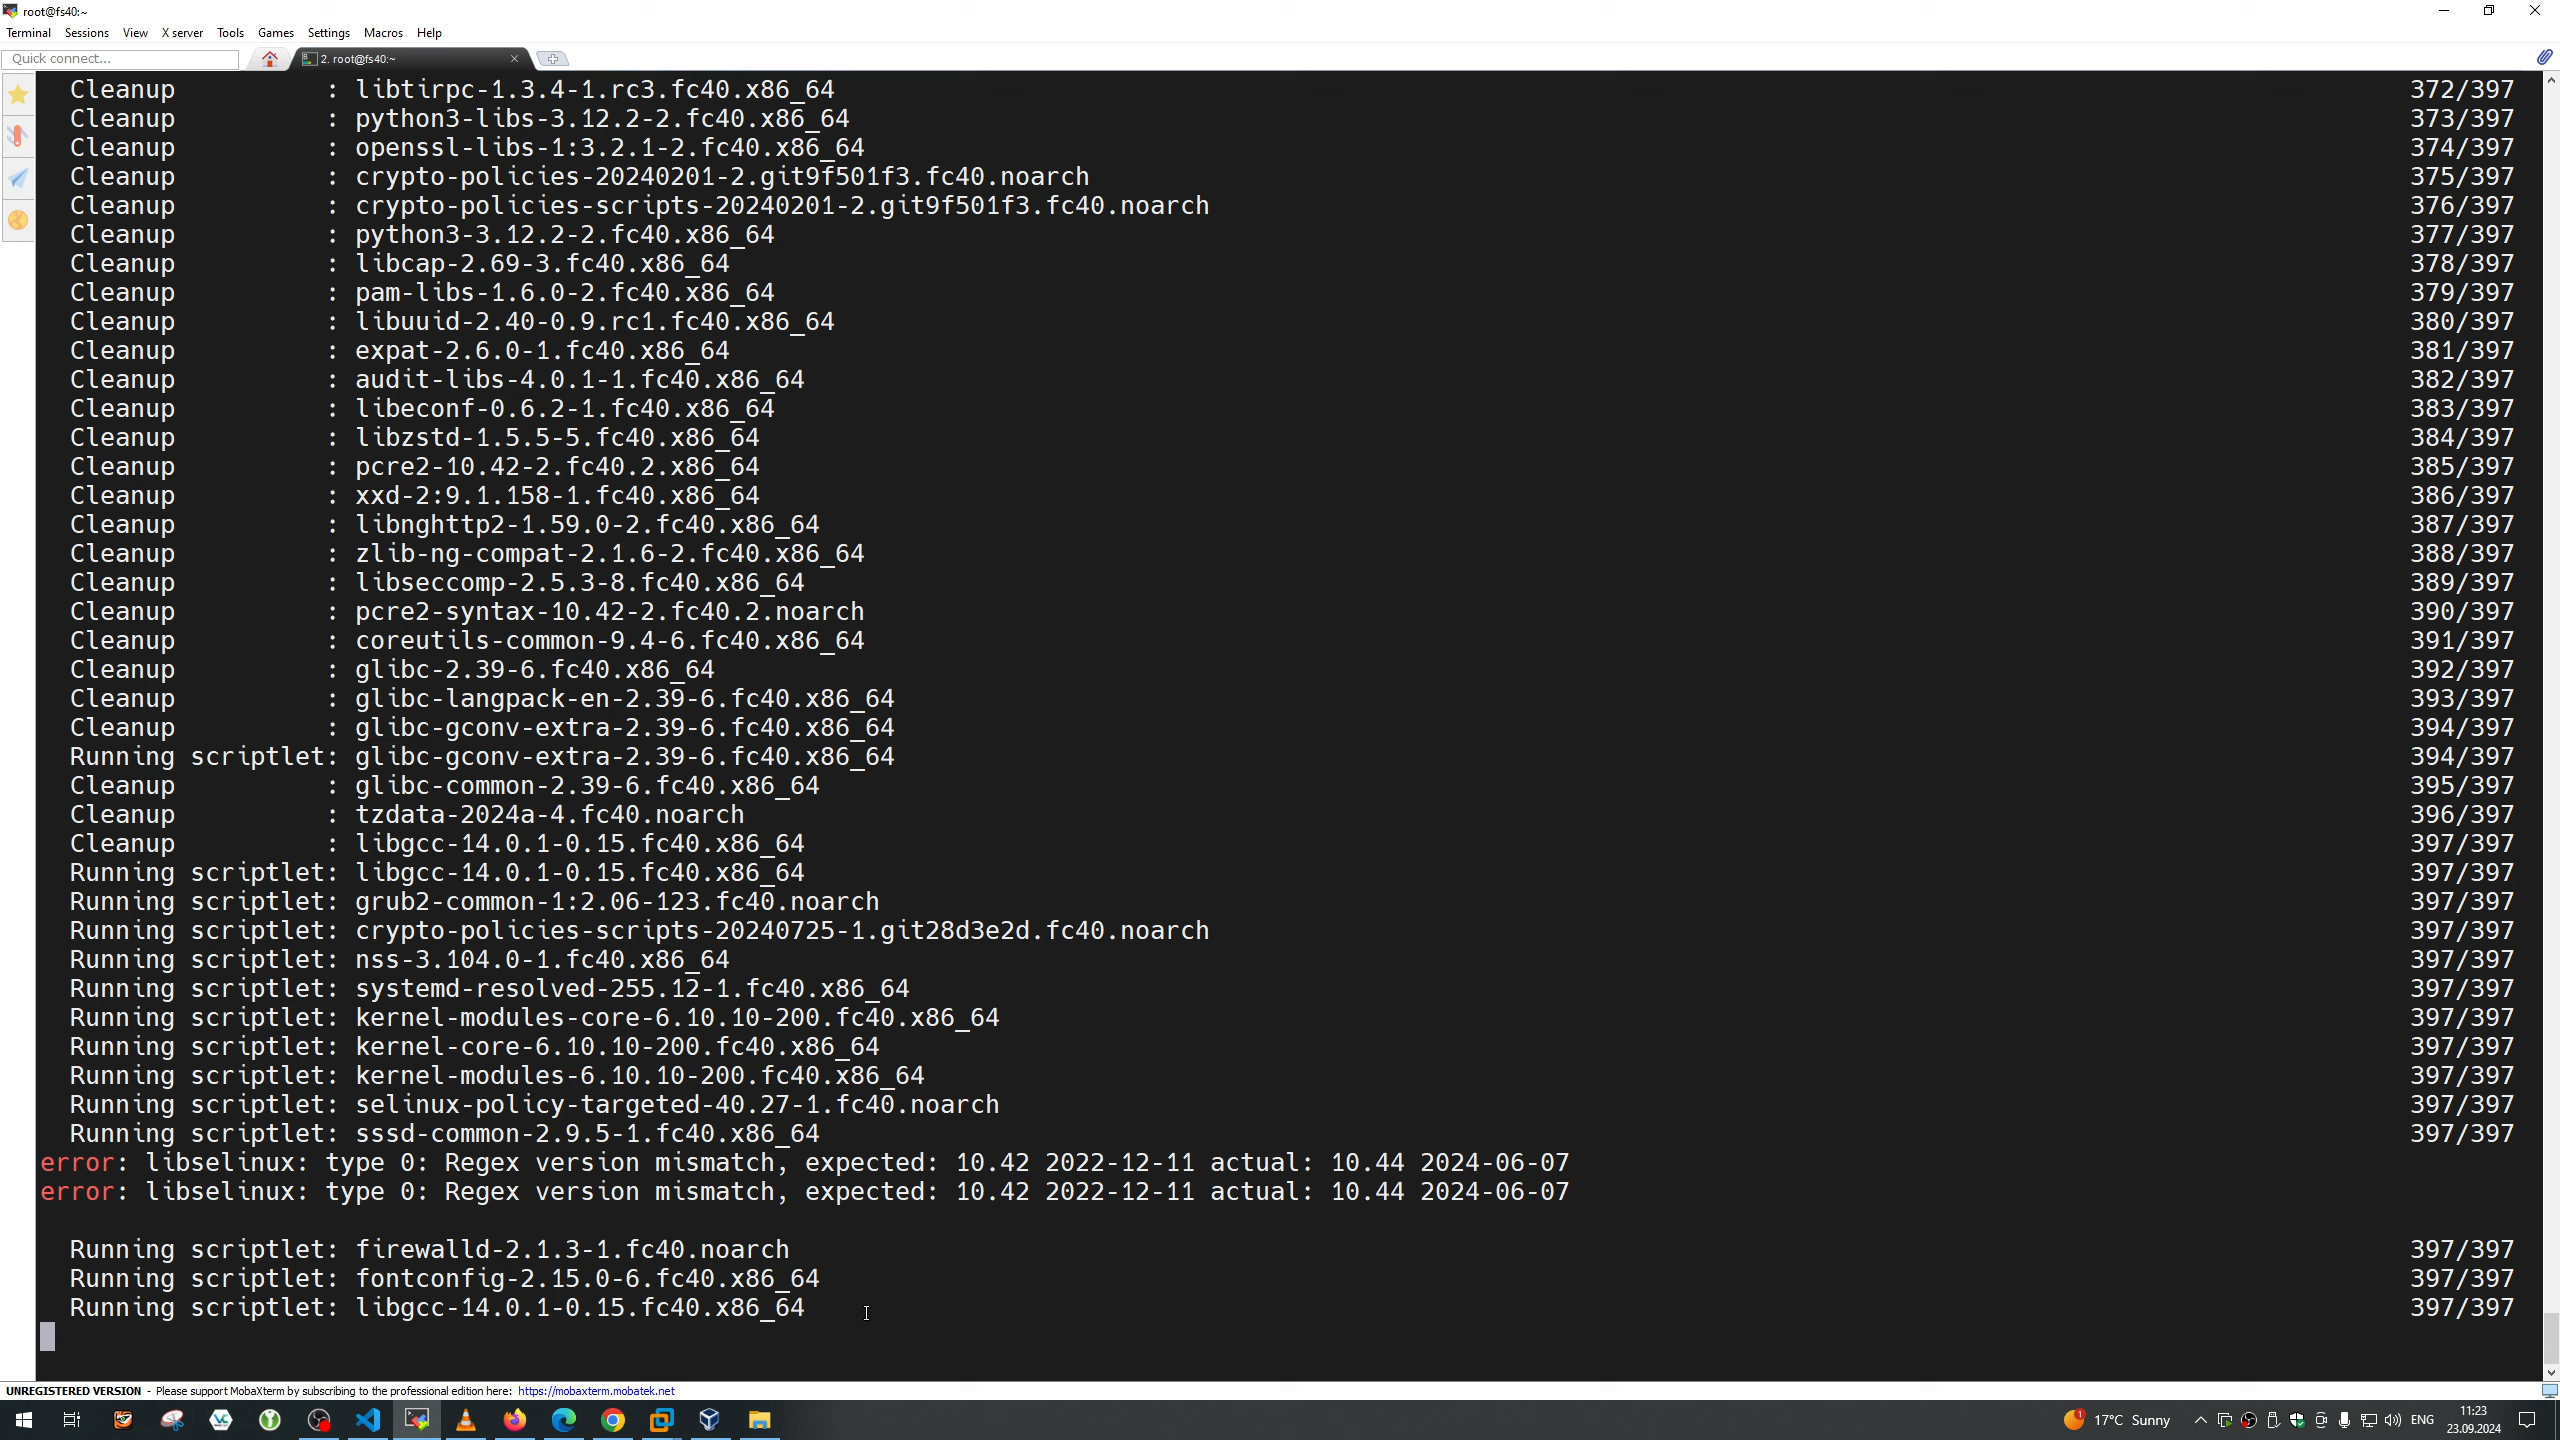 root@fs40:~
Terminal Sessions View X server Tools Games Settings Macros Help
Quick connect... 2. root@fs40:~
Cleanup : libtirpc-1.3.4-1.rc3.fc40.x86_64 372/397
Cleanup : python3-libs-3.12.2-2.fc40.x86_64 373/397
Cleanup : openssl-libs-1:3.2.1-2.fc40.x86_64 374/397
Cleanup : crypto-policies-20240201-2.git9f501f3.fc40.noarch 375/397
Cleanup : crypto-policies-scripts-20240201-2.git9f501f3.fc40.noarch 376/397
Cleanup : python3-3.12.2-2.fc40.x86_64 377/397
Cleanup : libcap-2.69-3.fc40.x86_64 378/397
Cleanup : pam-libs-1.6.0-2.fc40.x86_64 379/397
Cleanup : libuuid-2.40-0.9.rc1.fc40.x86_64 380/397
Cleanup : expat-2.6.0-1.fc40.x86_64 381/397
Cleanup : audit-libs-4.0.1-1.fc40.x86_64 382/397
Cleanup : libeconf-0.6.2-1.fc40.x86_64 383/397
Cleanup : libzstd-1.5.5-5.fc40.x86_64 384/397
Cleanup : pcre2-10.42-2.fc40.2.x86_64 385/397
Cleanup : xxd-2:9.1.158-1.fc40.x86_64 386/397
Cleanup : libnghttp2-1.59.0-2.fc40.x86_64 387/397
Cleanup : zlib-ng-compat-2.1.6-2.fc40.x86_64 388/397
Cleanup : libseccomp-2.5.3-8.fc40.x86_64 389/397
Cleanup : pcre2-syntax-10.42-2.fc40.2.noarch 390/397
Cleanup : coreutils-common-9.4-6.fc40.x86_64 391/397
Cleanup : glibc-2.39-6.fc40.x86_64 392/397
Cleanup : glibc-langpack-en-2.39-6.fc40.x86_64 393/397
Cleanup : glibc-gconv-extra-2.39-6.fc40.x86_64 394/397
Running scriptlet: glibc-gconv-extra-2.39-6.fc40.x86_64 394/397
Cleanup : glibc-common-2.39-6.fc40.x86_64 395/397
Cleanup : tzdata-2024a-4.fc40.noarch 396/397
Cleanup : libgcc-14.0.1-0.15.fc40.x86_64 397/397
Running scriptlet: libgcc-14.0.1-0.15.fc40.x86_64 397/397
Running scriptlet: grub2-common-1:2.06-123.fc40.noarch 397/397
Running scriptlet: crypto-policies-scripts-20240725-1.git28d3e2d.fc40.noarch 397/397
Running scriptlet: nss-3.104.0-1.fc40.x86_64 397/397
Running scriptlet: systemd-resolved-255.12-1.fc40.x86_64 397/397
Running scriptlet: kernel-modules-core-6.10.10-200.fc40.x86_64 397/397
Running scriptlet: kernel-core-6.10.10-200.fc40.x86_64 397/397
Running scriptlet: kernel-modules-6.10.10-200.fc40.x86_64 397/397
Running scriptlet: selinux-policy-targeted-40.27-1.fc40.noarch 397/397
Running scriptlet: sssd-common-2.9.5-1.fc40.x86_64 397/397
error: libselinux: type 0: Regex version mismatch, expected: 10.42 2022-12-11 actual: 10.44 2024-06-07
error: libselinux: type 0: Regex version mismatch, expected: 10.42 2022-12-11 actual: 10.44 2024-06-07
Running scriptlet: firewalld-2.1.3-1.fc40.noarch 397/397
Running scriptlet: fontconfig-2.15.0-6.fc40.x86_64 397/397
Running scriptlet: libgcc-14.0.1-0.15.fc40.x86_64 397/397
UNREGISTERED VERSION - Please support MobaXterm by subscribing to the professional edition here: https://mobaxterm.mobatek.net
1 17°C Sunny ENG 11:23
23.09.2024